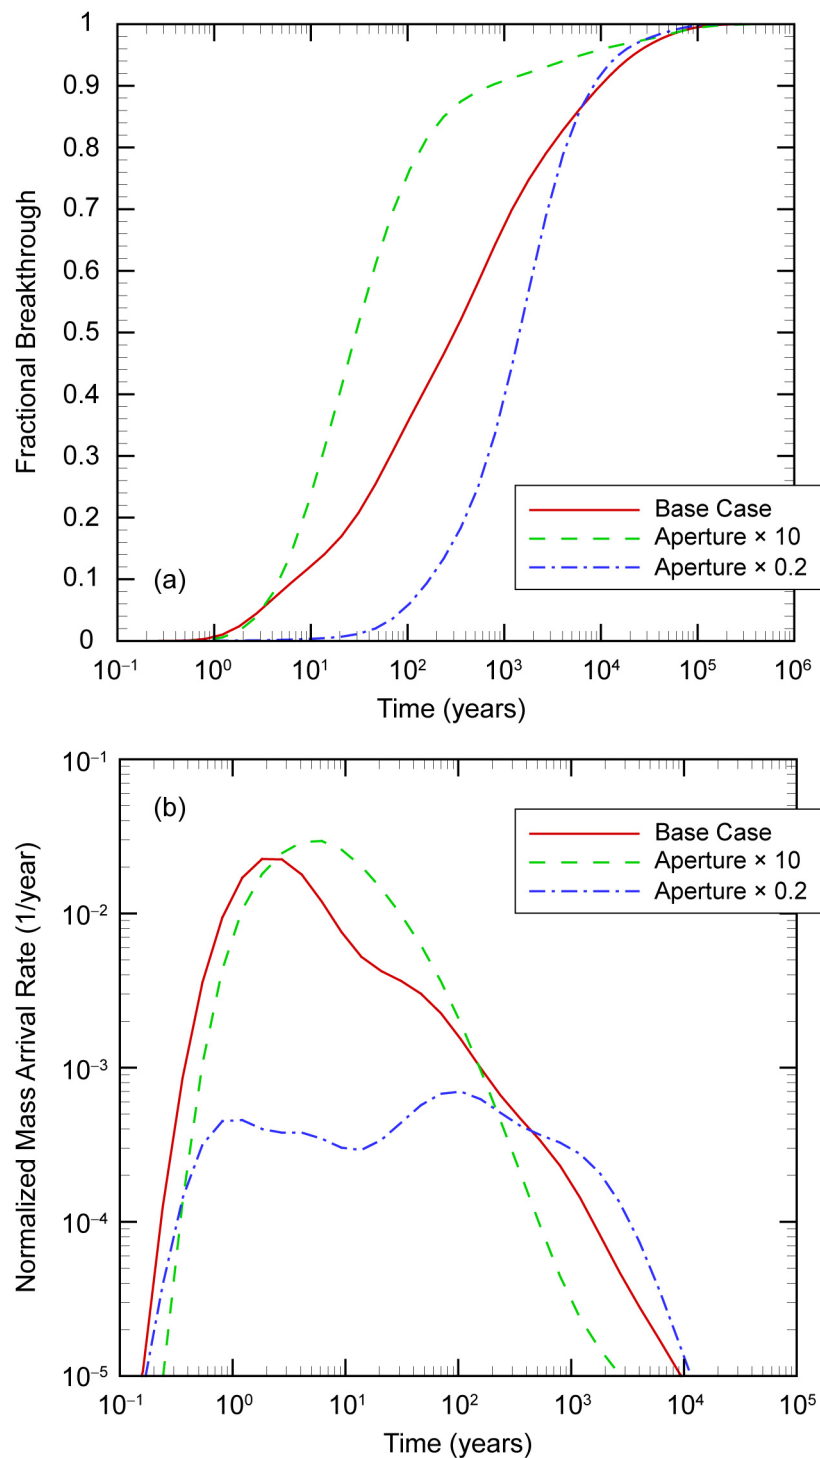 1
0.9
0.8
0.7
0.6
0.5
0.4
0.3
0.2
0.1
0
Fractional Breakthrough
(a)
Base Case
Aperture × 10
Aperture × 0.2
10⁻¹ 10⁰ 10¹ 10² 10³ 10⁴ 10⁵ 10⁶
Time (years)
10⁻¹
10⁻²
10⁻³
10⁻⁴
10⁻⁵
Normalized Mass Arrival Rate (1/year)
(b)
Base Case
Aperture × 10
Aperture × 0.2
10⁻¹ 10⁰ 10¹ 10² 10³ 10⁴ 10⁵
Time (years)